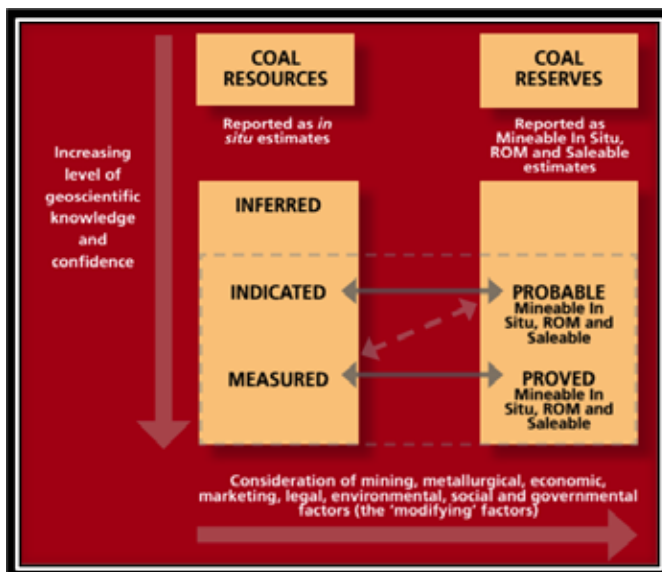 COAL
RESOURCES
COAL
RESERVES
Reported as in
situ estimates
Reported as
Mineable In Situ,
ROM and Saleable
estimates
Increasing
level of
geoscientific
knowledge
and
confidence
INFERRED
INDICATED
PROBABLE
Mineable In
Situ, ROM and
Saleable
MEASURED
PROVED
Mineable In
Situ, ROM and
Saleable
Consideration of mining, metallurgical, economic,
marketing, legal, environmental, social and governmental
factors (the 'modifying' factors)